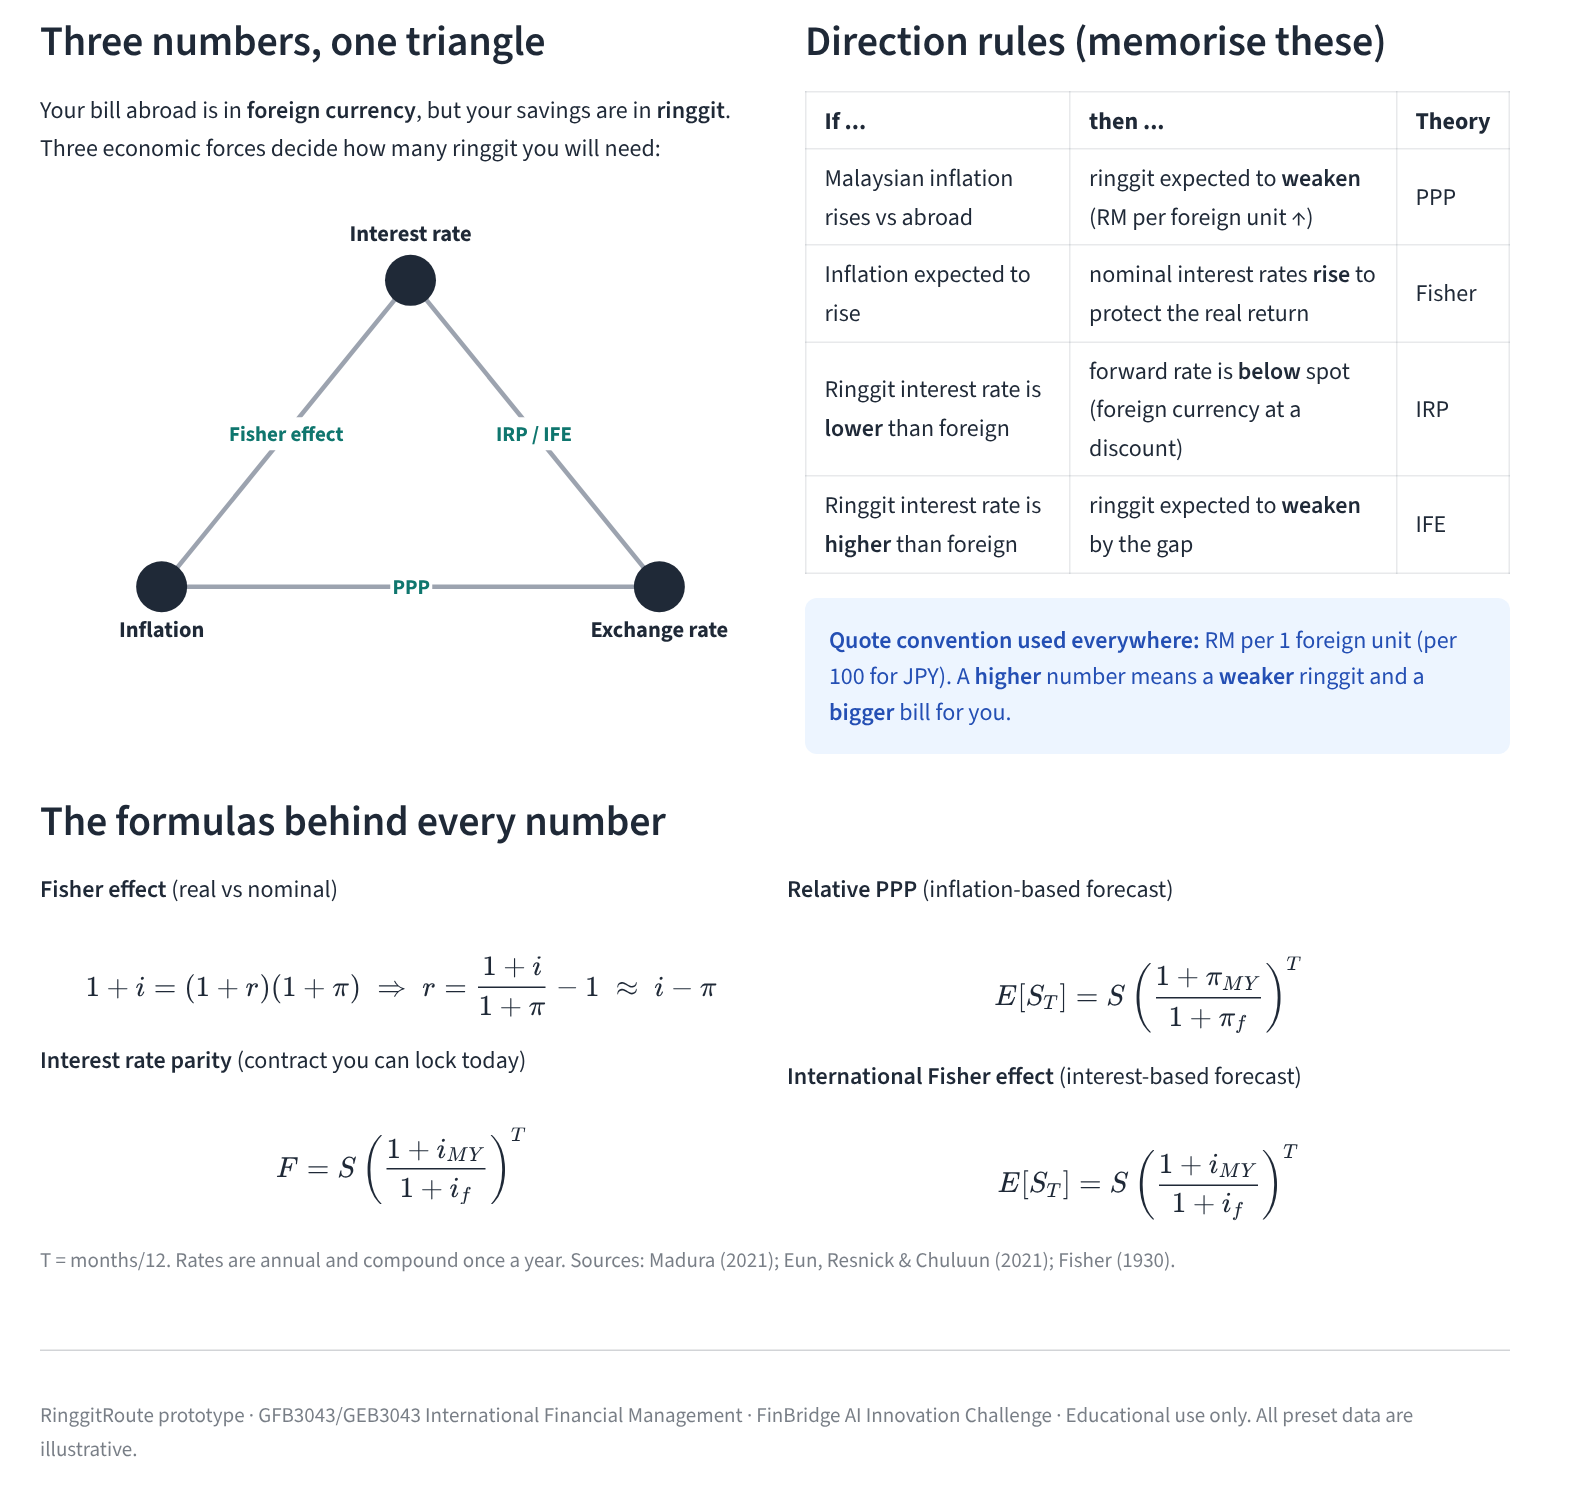 Three numbers, one triangle
Your bill abroad is in foreign currency, but your savings are in ringgit.
Three economic forces decide how many ringgit you will need:
Interest rate
Fisher effect
IRP / IFE
PPP
Inflation
Exchange rate
Direction rules (memorise these)
If ... then ... Theory
Malaysian inflation
rises vs abroad
ringgit expected to weaken
(RM per foreign unit ↑)
PPP
Inflation expected to
rise
nominal interest rates rise to
protect the real return
Fisher
Ringgit interest rate is
lower than foreign
forward rate is below spot
(foreign currency at a
discount)
IRP
Ringgit interest rate is
higher than foreign
ringgit expected to weaken
by the gap
IFE
Quote convention used everywhere: RM per 1 foreign unit (per
100 for JPY). A higher number means a weaker ringgit and a
bigger bill for you.
The formulas behind every number
Fisher effect (real vs nominal)
1 + i = (1 + r)(1 + π) ⇒ r = (1 + i)/(1 + π) − 1 ≈ i − π
Interest rate parity (contract you can lock today)
F = S ((1 + i_MY)/(1 + i_f))^T
Relative PPP (inflation-based forecast)
E[S_T] = S ((1 + π_MY)/(1 + π_f))^T
International Fisher effect (interest-based forecast)
E[S_T] = S ((1 + i_MY)/(1 + i_f))^T
T = months/12. Rates are annual and compound once a year. Sources: Madura (2021); Eun, Resnick & Chuluun (2021); Fisher (1930).
RinggitRoute prototype · GFB3043/GEB3043 International Financial Management · FinBridge AI Innovation Challenge · Educational use only. All preset data are
illustrative.